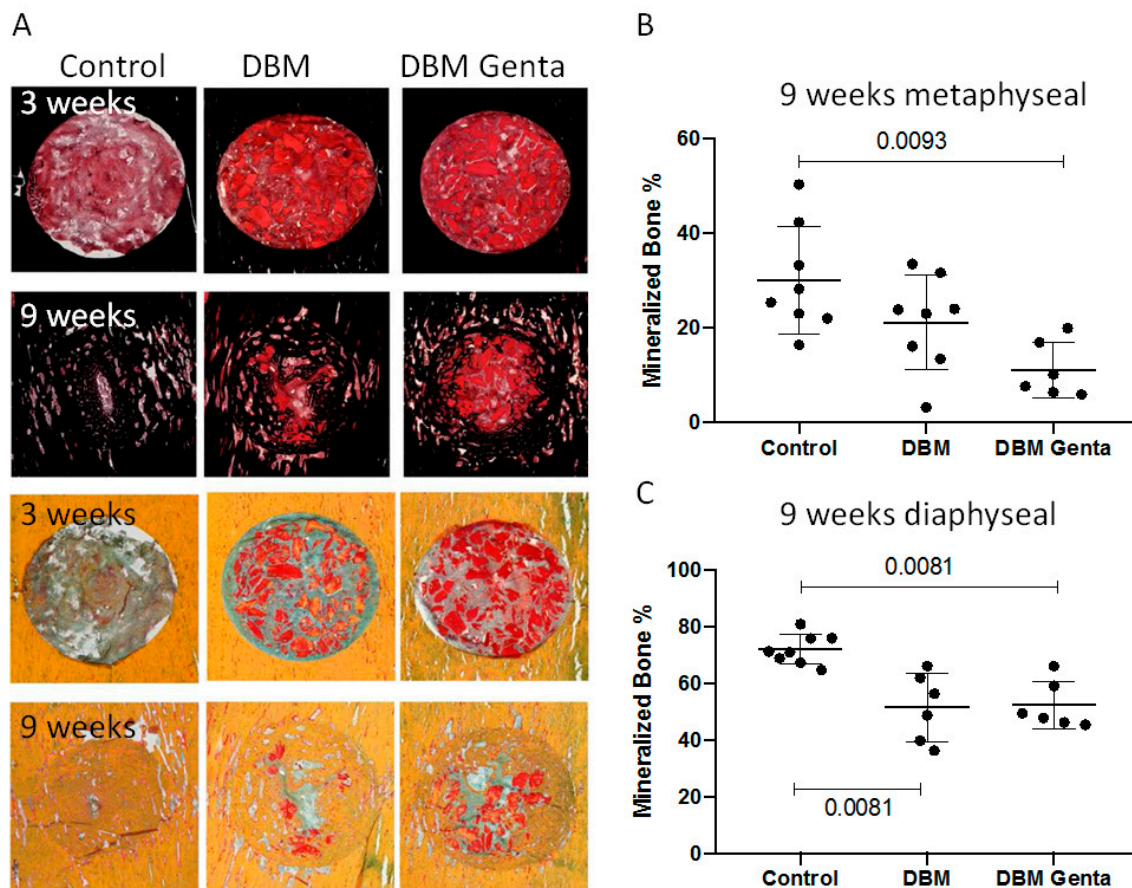 A
Control DBM DBM Genta
3 weeks
9 weeks
3 weeks
9 weeks
B
9 weeks metaphyseal
0.0093
Mineralized Bone %
60
40
20
0
Control DBM DBM Genta
C
9 weeks diaphyseal
0.0081
Mineralized Bone %
100
80
60
40
20
0
0.0081
Control DBM DBM Genta